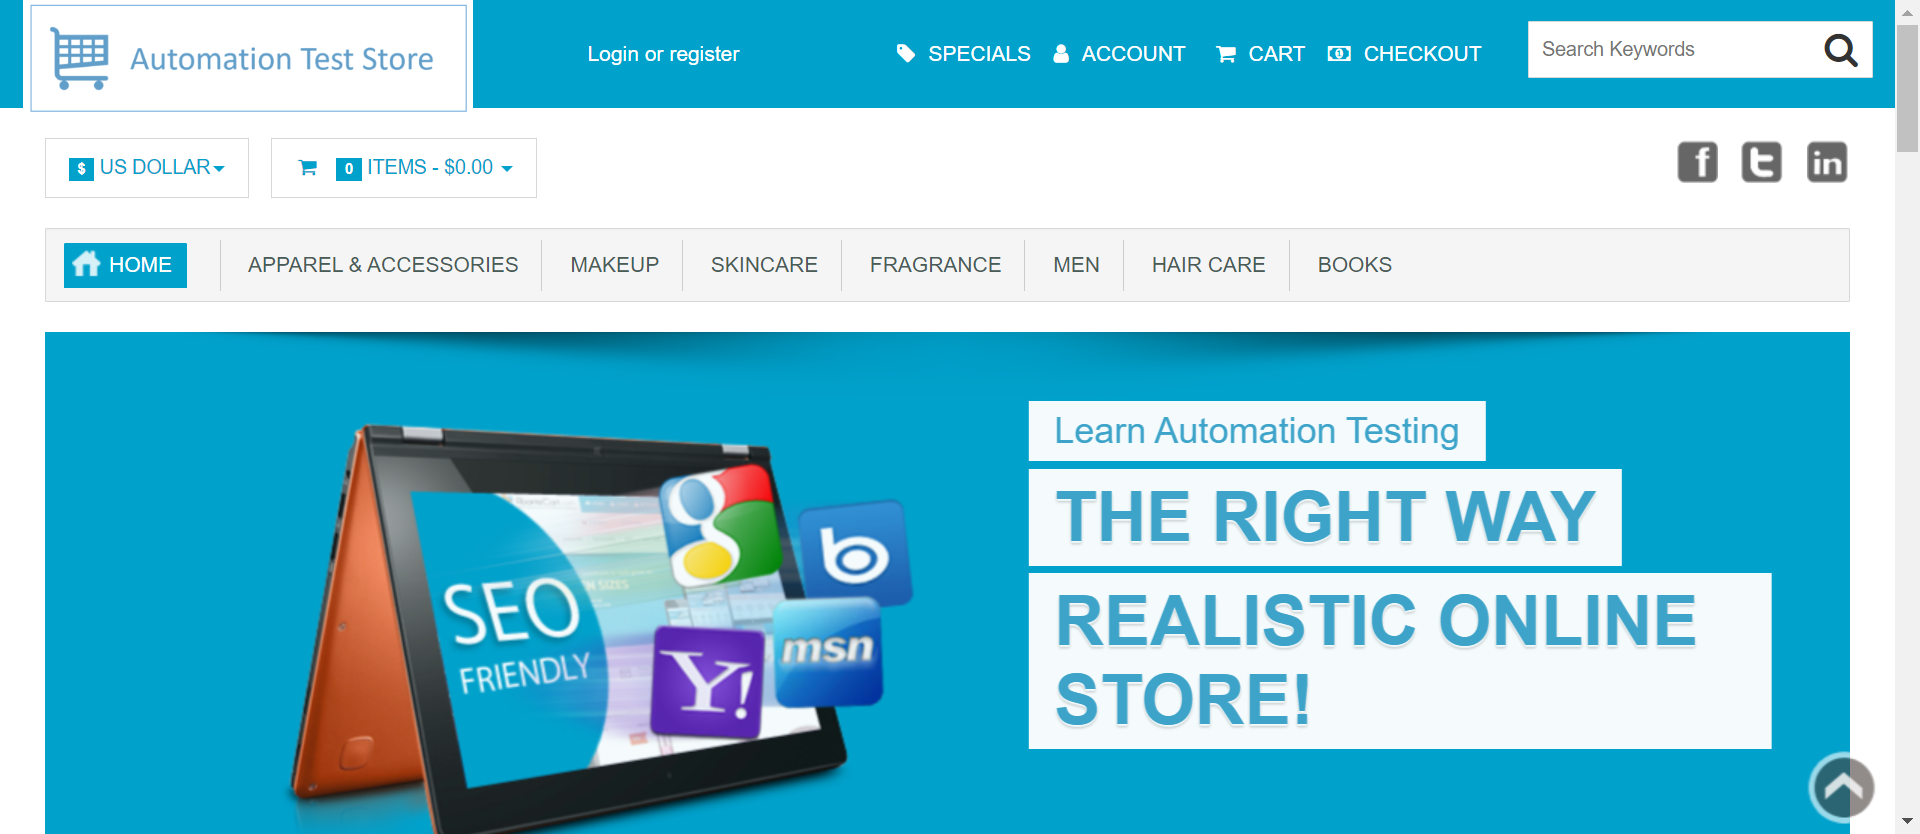 Automation Test Store
Login or register
SPECIALS
ACCOUNT
CART
CHECKOUT
Search Keywords
$ US DOLLAR
0 ITEMS - $0.00
f
t
in
HOME
APPAREL & ACCESSORIES
MAKEUP
SKINCARE
FRAGRANCE
MEN
HAIR CARE
BOOKS
Learn Automation Testing
THE RIGHT WAY
REALISTIC ONLINE
STORE!
SEO
FRIENDLY
g
b
msn
Y!